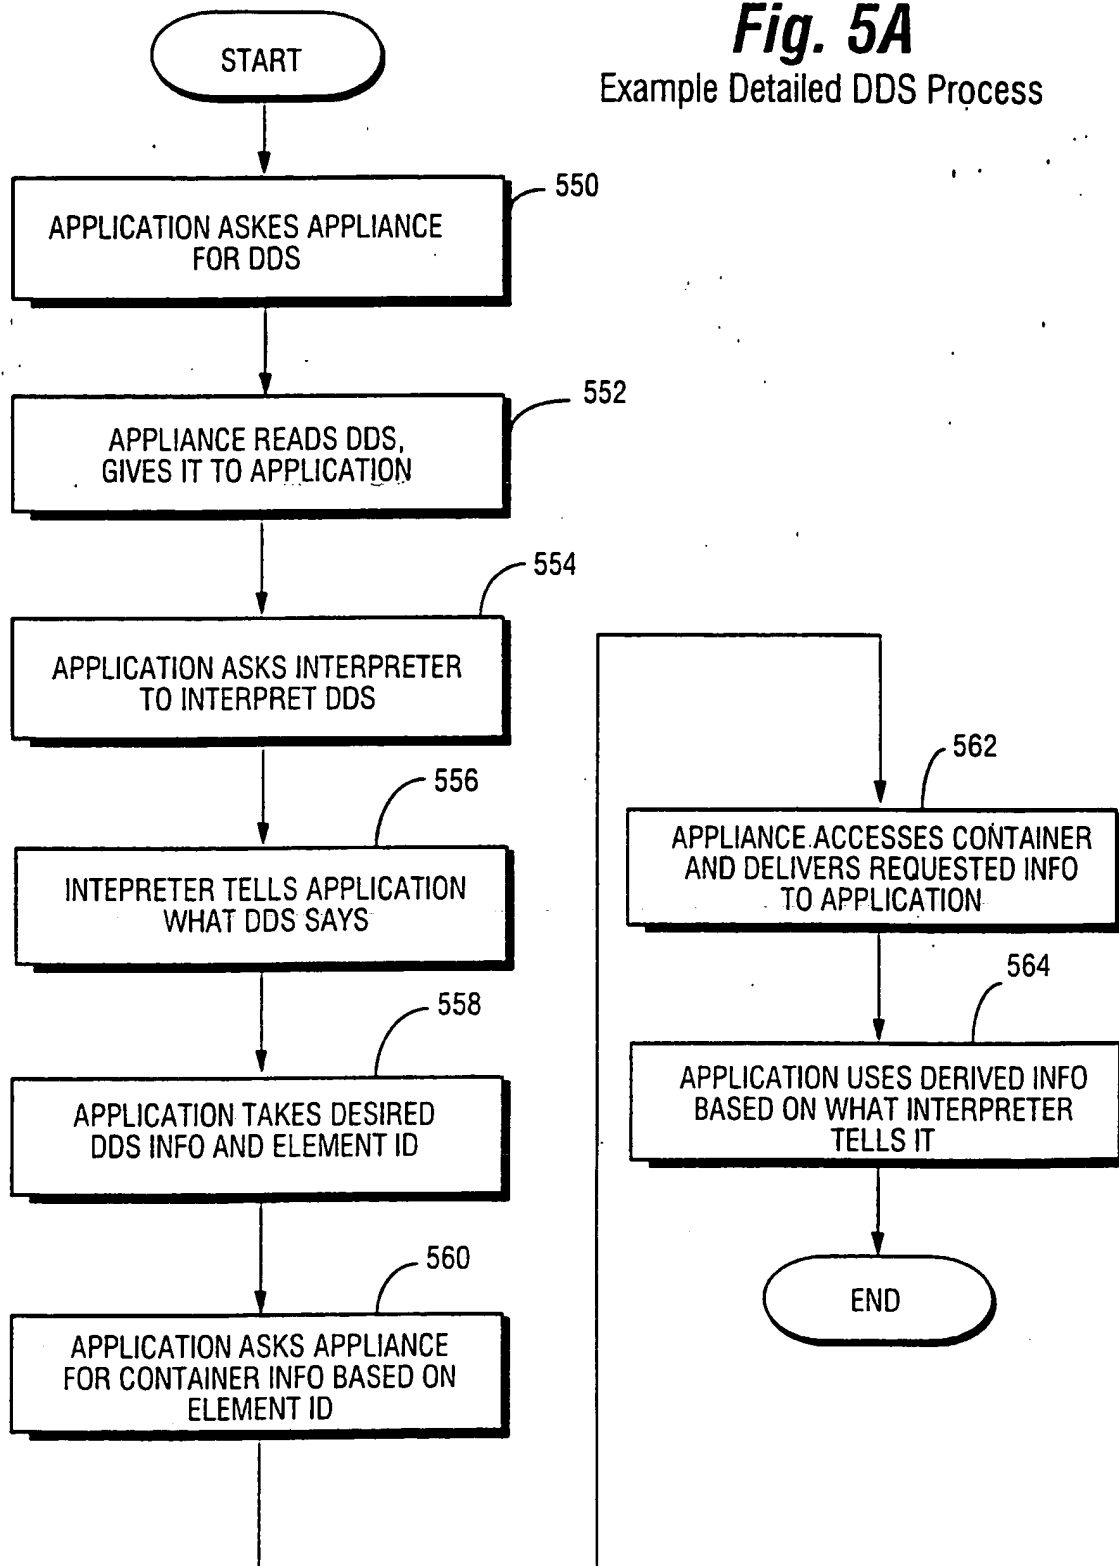 Fig. 5A
Example Detailed DDS Process
START
550
APPLICATION ASKES APPLIANCE
FOR DDS
552
APPLIANCE READS DDS,
GIVES IT TO APPLICATION
554
APPLICATION ASKS INTERPRETER
TO INTERPRET DDS
556
INTEPRETER TELLS APPLICATION
WHAT DDS SAYS
558
APPLICATION TAKES DESIRED
DDS INFO AND ELEMENT ID
560
APPLICATION ASKS APPLIANCE
FOR CONTAINER INFO BASED ON
ELEMENT ID
562
APPLIANCE ACCESSES CONTAINER
AND DELIVERS REQUESTED INFO
TO APPLICATION
564
APPLICATION USES DERIVED INFO
BASED ON WHAT INTERPRETER
TELLS IT
END